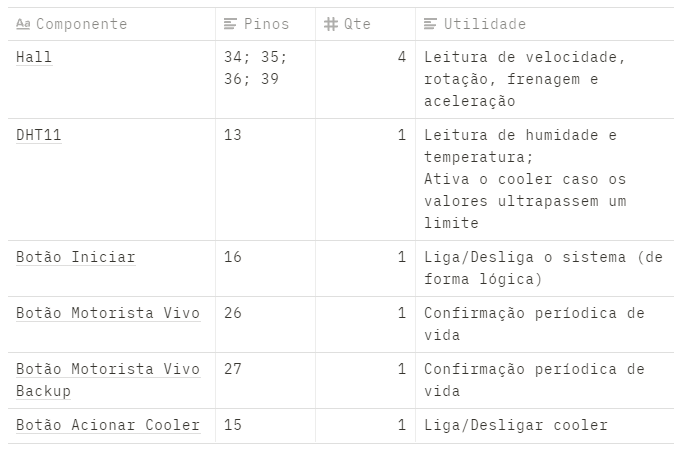 Aa Componente Pinos Qte Utilidade
Hall 34; 35; 4 Leitura de velocidade,
36; 39 rotação, frenagem e
aceleração
DHT11 13 1 Leitura de humidade e
temperatura;
Ativa o cooler caso os
valores ultrapassem um
limite
Botão Iniciar 16 1 Liga/Desliga o sistema (de
forma lógica)
Botão Motorista Vivo 26 1 Confirmação períodica de
vida
Botão Motorista Vivo 27 1 Confirmação períodica de
Backup vida
Botão Acionar Cooler 15 1 Liga/Desligar cooler